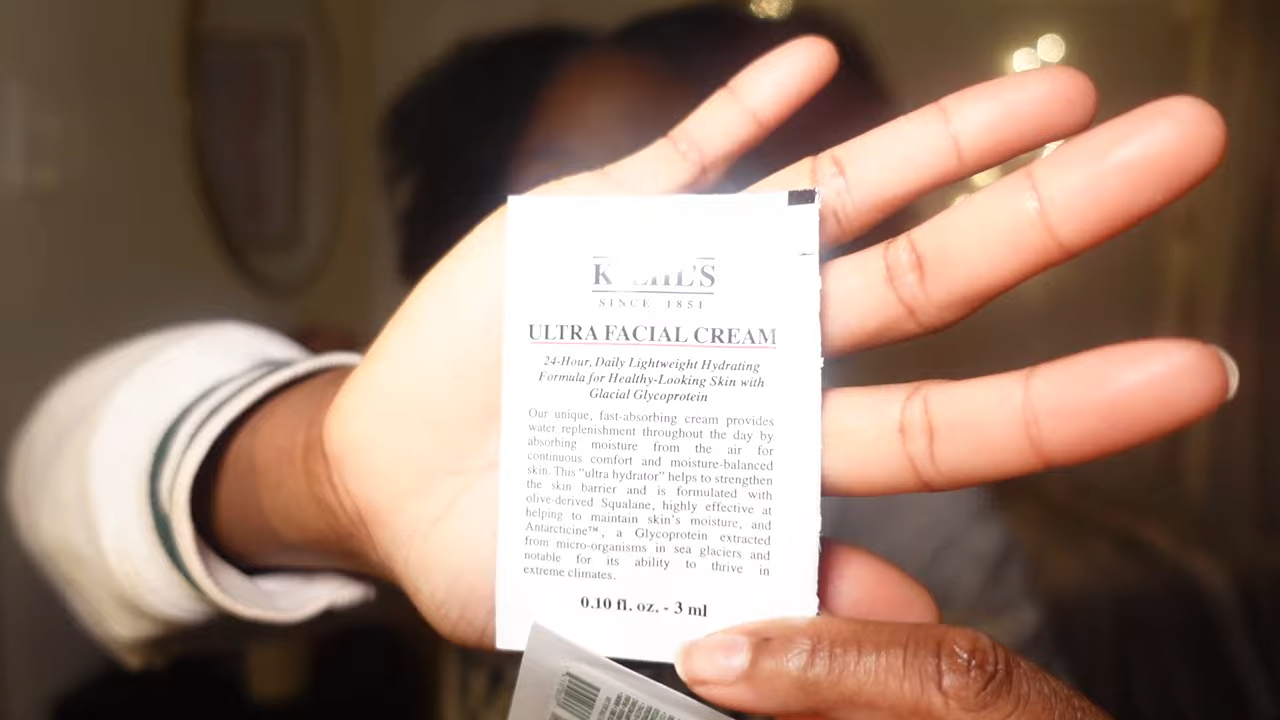 KIEHL'S
SINCE 1851
ULTRA FACIAL CREAM
24-Hour, Daily Lightweight Hydrating
Formula for Healthy-Looking Skin with
Glacial Glycoprotein
Our unique, fast-absorbing cream provides
water replenishment throughout the day by
absorbing moisture from the air for
continuous comfort and moisture-balanced
skin. This "ultra hydrator" helps to strengthen
the skin barrier and is formulated with
olive-derived Squalane, highly effective at
helping to maintain skin's moisture, and
Antarcticine™, a Glycoprotein extracted
from micro-organisms in sea glaciers and
notable for its ability to thrive in
extreme climates.
0.10 fl. oz. - 3 ml